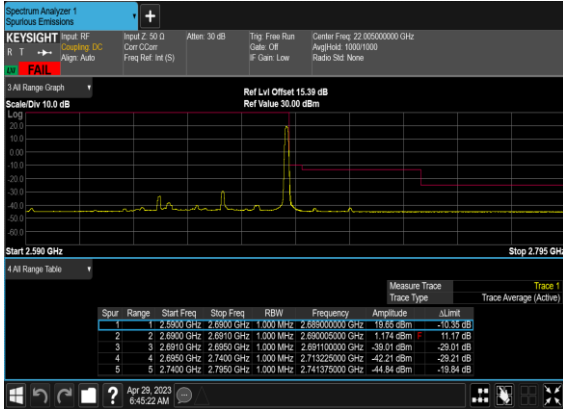 Spectrum Analyzer 1
Spurious Emissions
KEYSIGHT Input: RF Input Z: 50 Ω Atten: 30 dB Trig: Free Run Center Freq: 22.005000000 GHz
R T Coupling: DC Corr CCorr Gate: Off Avg|Hold: 1000/1000
Align: Auto Freq Ref: Int (S) IF Gain: Low Radio Std: None
FAIL
3 All Range Graph Ref Lvl Offset 15.39 dB
Scale/Div 10.0 dB Ref Value 30.00 dBm
Log
20.0
10.0
0.00
-10.0
-20.0
-30.0
-40.0
-50.0
-60.0
Start 2.590 GHz Stop 2.795 GHz
4 All Range Table
Measure Trace Trace 1
Trace Type Trace Average (Active)
Spur Range Start Freq Stop Freq RBW Frequency Amplitude ΔLimit
1 1 2.5900 GHz 2.6900 GHz 1.000 MHz 2.689000000 GHz 19.65 dBm -10.35 dB
2 2 2.6900 GHz 2.6910 GHz 1.000 MHz 2.690005000 GHz 1.174 dBm R 11.17 dB
3 3 2.6910 GHz 2.6950 GHz 1.000 MHz 2.691100000 GHz -39.01 dBm -29.01 dB
4 4 2.6950 GHz 2.7400 GHz 1.000 MHz 2.713225000 GHz -42.21 dBm -29.21 dB
5 5 2.7400 GHz 2.7950 GHz 1.000 MHz 2.741375000 GHz -44.84 dBm -19.84 dB
Apr 29, 2023
6:45:22 AM